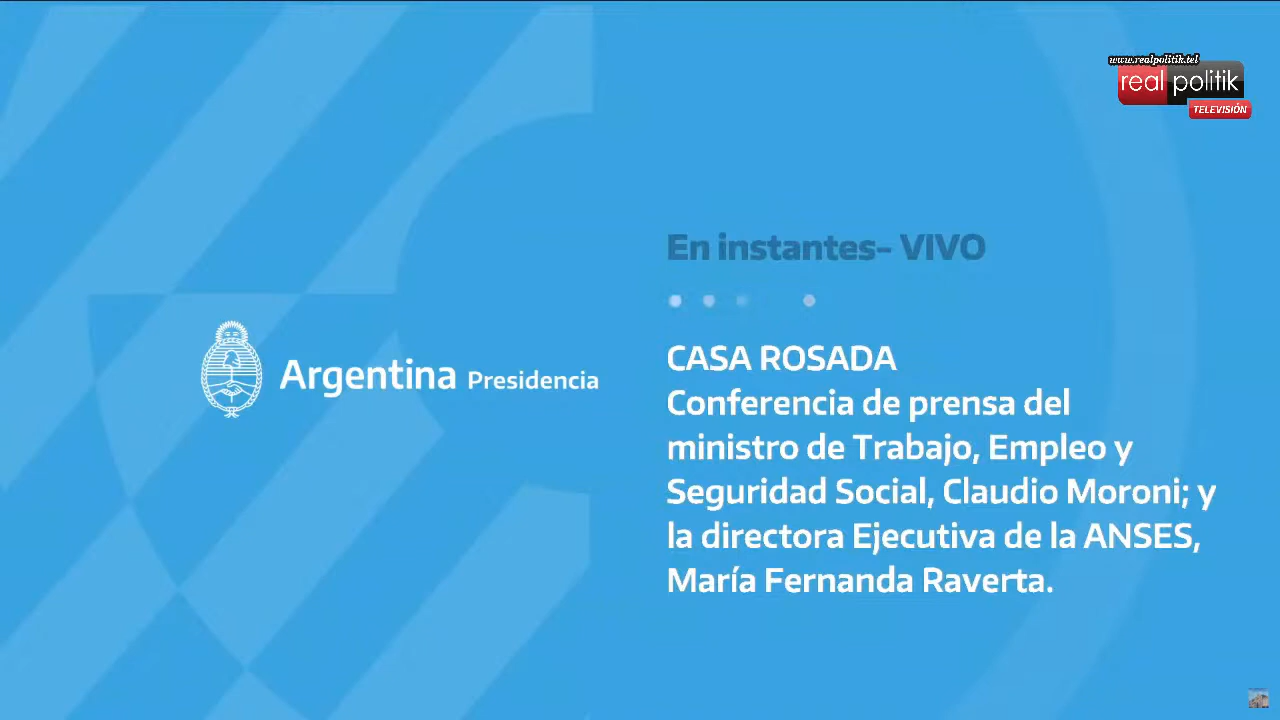 www.realpolitik.tel
real politik
TELEVISIÓN
En instantes- VIVO
Argentina Presidencia
CASA ROSADA
Conferencia de prensa del
ministro de Trabajo, Empleo y
Seguridad Social, Claudio Moroni; y
la directora Ejecutiva de la ANSES,
María Fernanda Raverta.